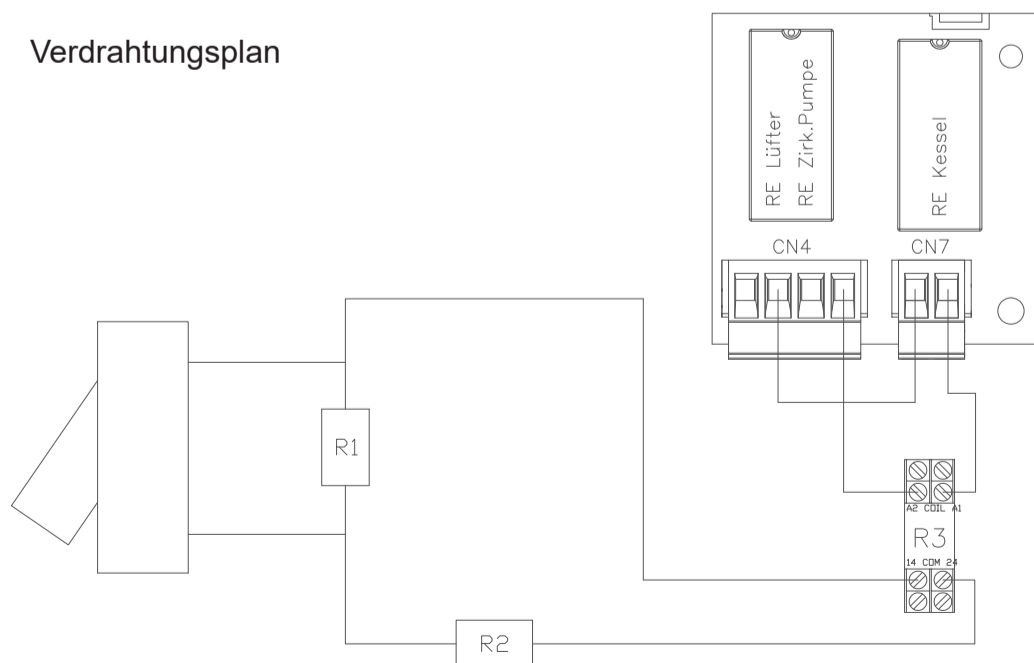 Verdrahtungsplan
RE Lüfter
RE Zirk.Pumpe
RE Kessel
CN4
CN7
R1
A2 COIL A1
R3
14 COM 24
R2